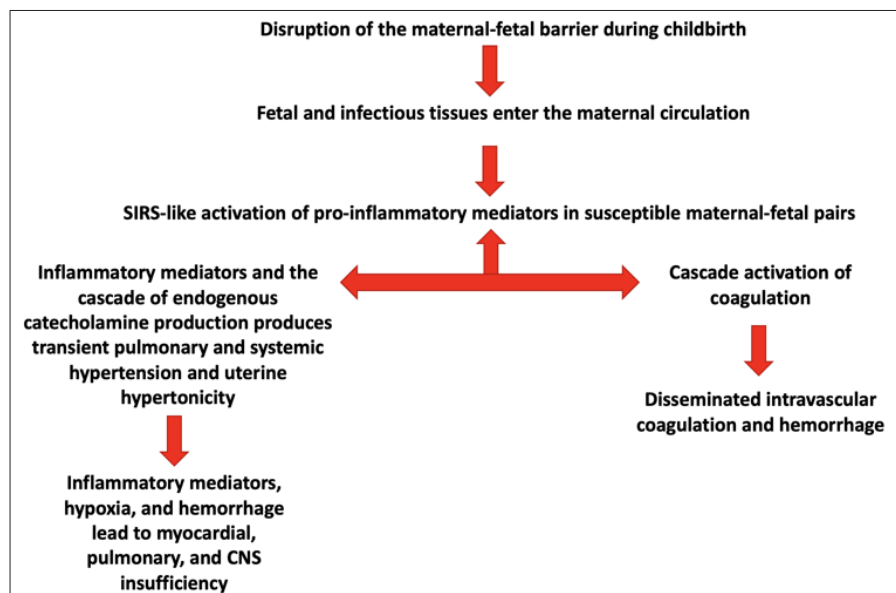 Disruption of the maternal-fetal barrier during childbirth
Fetal and infectious tissues enter the maternal circulation
SIRS-like activation of pro-inflammatory mediators in susceptible maternal-fetal pairs
Inflammatory mediators and the
cascade of endogenous
catecholamine production produces
transient pulmonary and systemic
hypertension and uterine
hypertonicity
Inflammatory mediators,
hypoxia, and hemorrhage
lead to myocardial,
pulmonary, and CNS
insufficiency
Cascade activation of
coagulation
Disseminated intravascular
coagulation and hemorrhage